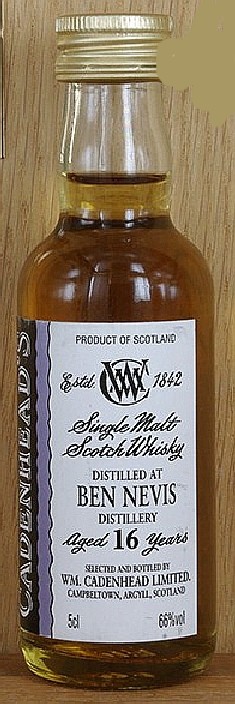 CADENHEAD'S
PRODUCT OF SCOTLAND
Estd. WMC 1842
Single Malt
Scotch Whisky
DISTILLED AT
BEN NEVIS
DISTILLERY
Aged 16 Years
SELECTED AND BOTTLED BY
WM. CADENHEAD LIMITED.
CAMPBELTOWN, ARGYLL, SCOTLAND
5cl 66%vol